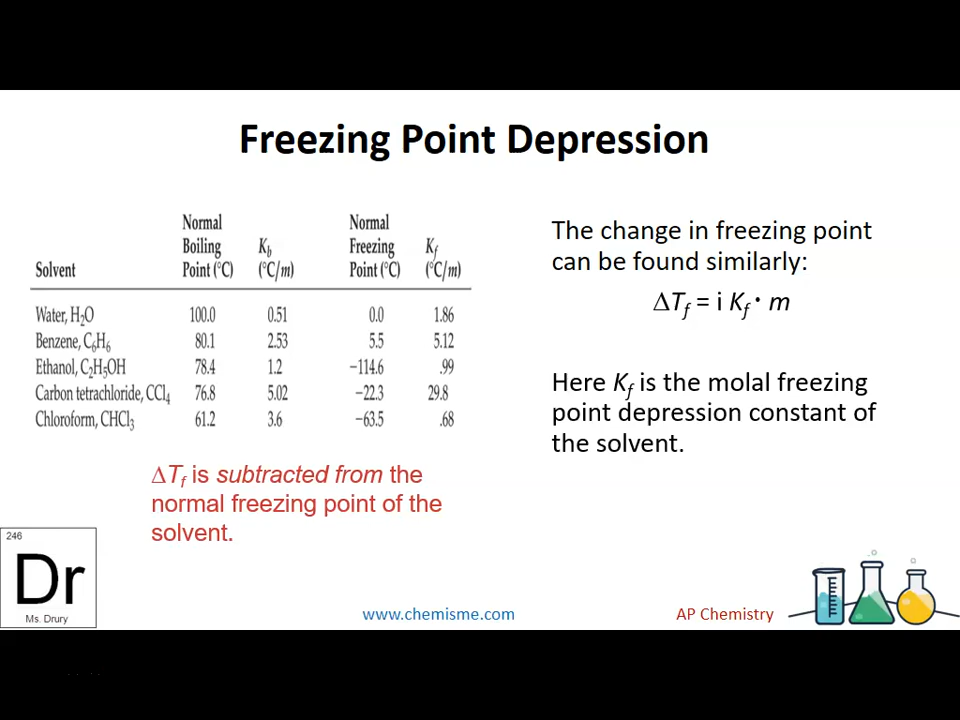 Freezing Point Depression
Normal Boiling Point (°C)
K_b (°C/m)
Normal Freezing Point (°C)
K_f (°C/m)
Solvent
Water, H₂O 100.0 0.51 0.0 1.86
Benzene, C₆H₆ 80.1 2.53 5.5 5.12
Ethanol, C₂H₅OH 78.4 1.2 −114.6 .99
Carbon tetrachloride, CCl₄ 76.8 5.02 −22.3 29.8
Chloroform, CHCl₃ 61.2 3.6 −63.5 .68
ΔT_f is subtracted from the
normal freezing point of the
solvent.
The change in freezing point
can be found similarly:
ΔT_f = i K_f · m
Here K_f is the molal freezing
point depression constant of
the solvent.
246
Dr
Ms. Drury
www.chemisme.com
AP Chemistry